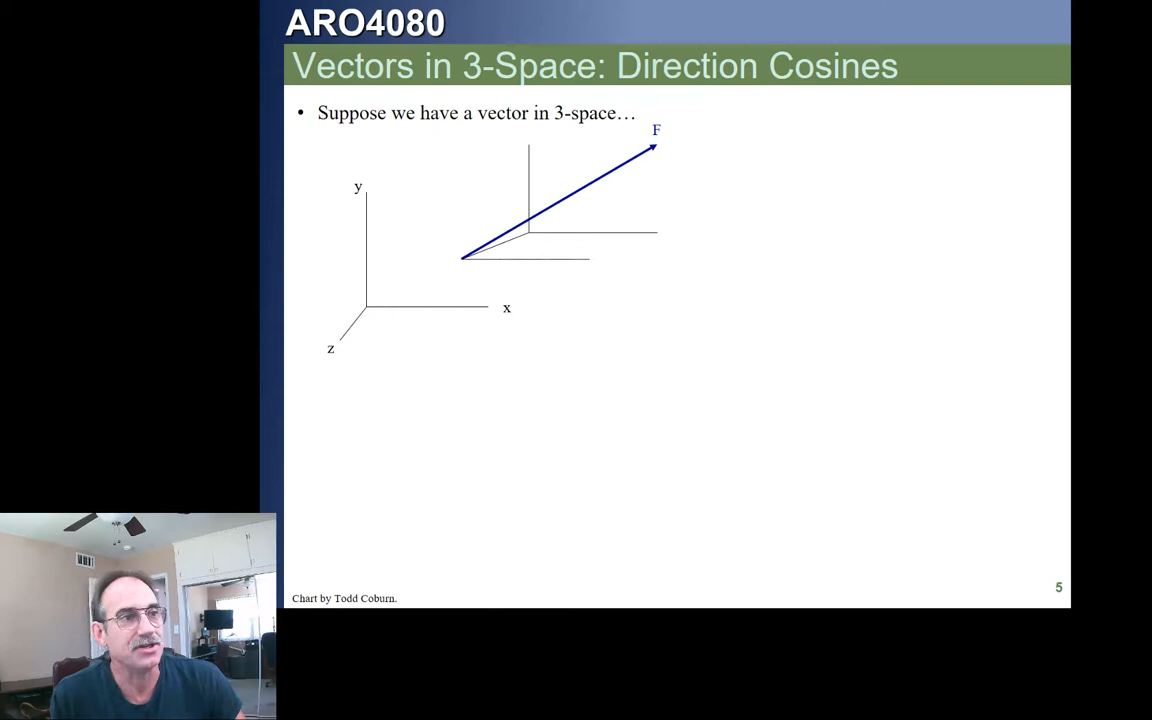 ARO4080
Vectors in 3-Space: Direction Cosines
• Suppose we have a vector in 3-space…
F
y
x
z
5
Chart by Todd Coburn.